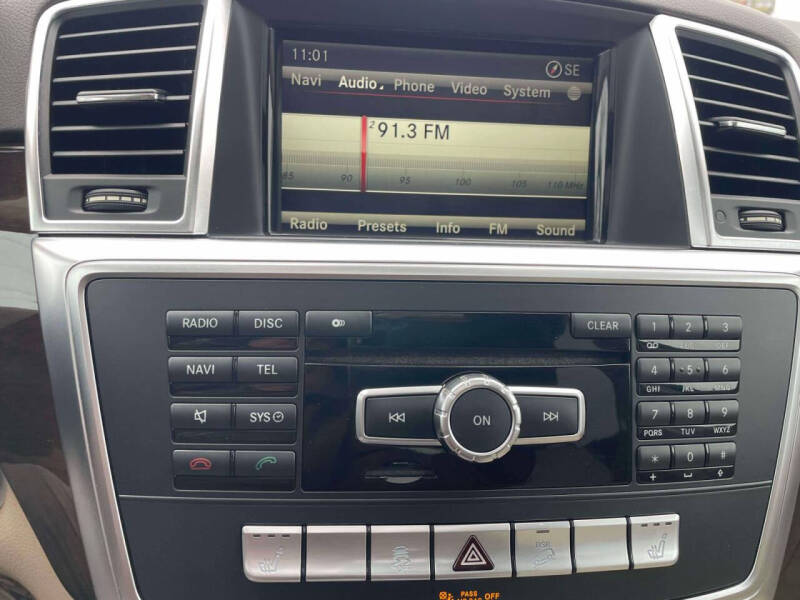 11:01 SE
Navi Audio Phone Video System
2 91.3 FM
85 90 95 100 105 110 MHz
Radio Presets Info FM Sound
RADIO DISC CLEAR 1 2 3
NAVI TEL 4 5 6
GHI JKL MNO
SYS ON 7 8 9
PQRS TUV WXYZ
* 0 #
+
DSR
PASS
OFF